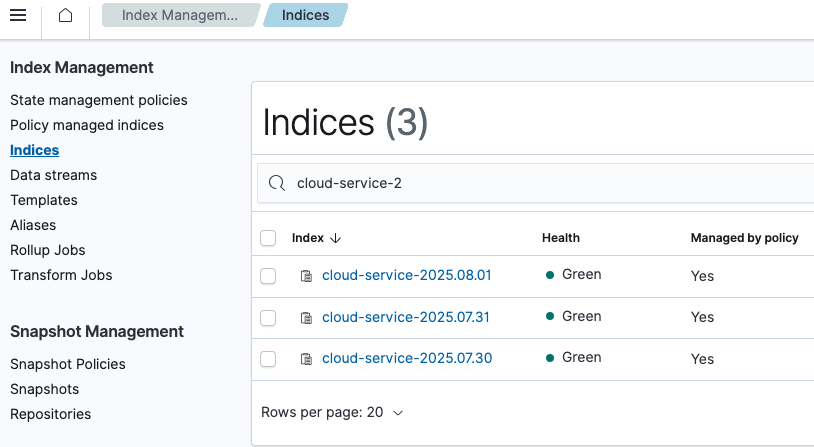 Index Managem... Indices
Index Management
State management policies
Policy managed indices
Indices
Data streams
Templates
Aliases
Rollup Jobs
Transform Jobs
Snapshot Management
Snapshot Policies
Snapshots
Repositories
Indices (3)
cloud-service-2
Index Health Managed by policy
cloud-service-2025.08.01 Green Yes
cloud-service-2025.07.31 Green Yes
cloud-service-2025.07.30 Green Yes
Rows per page: 20